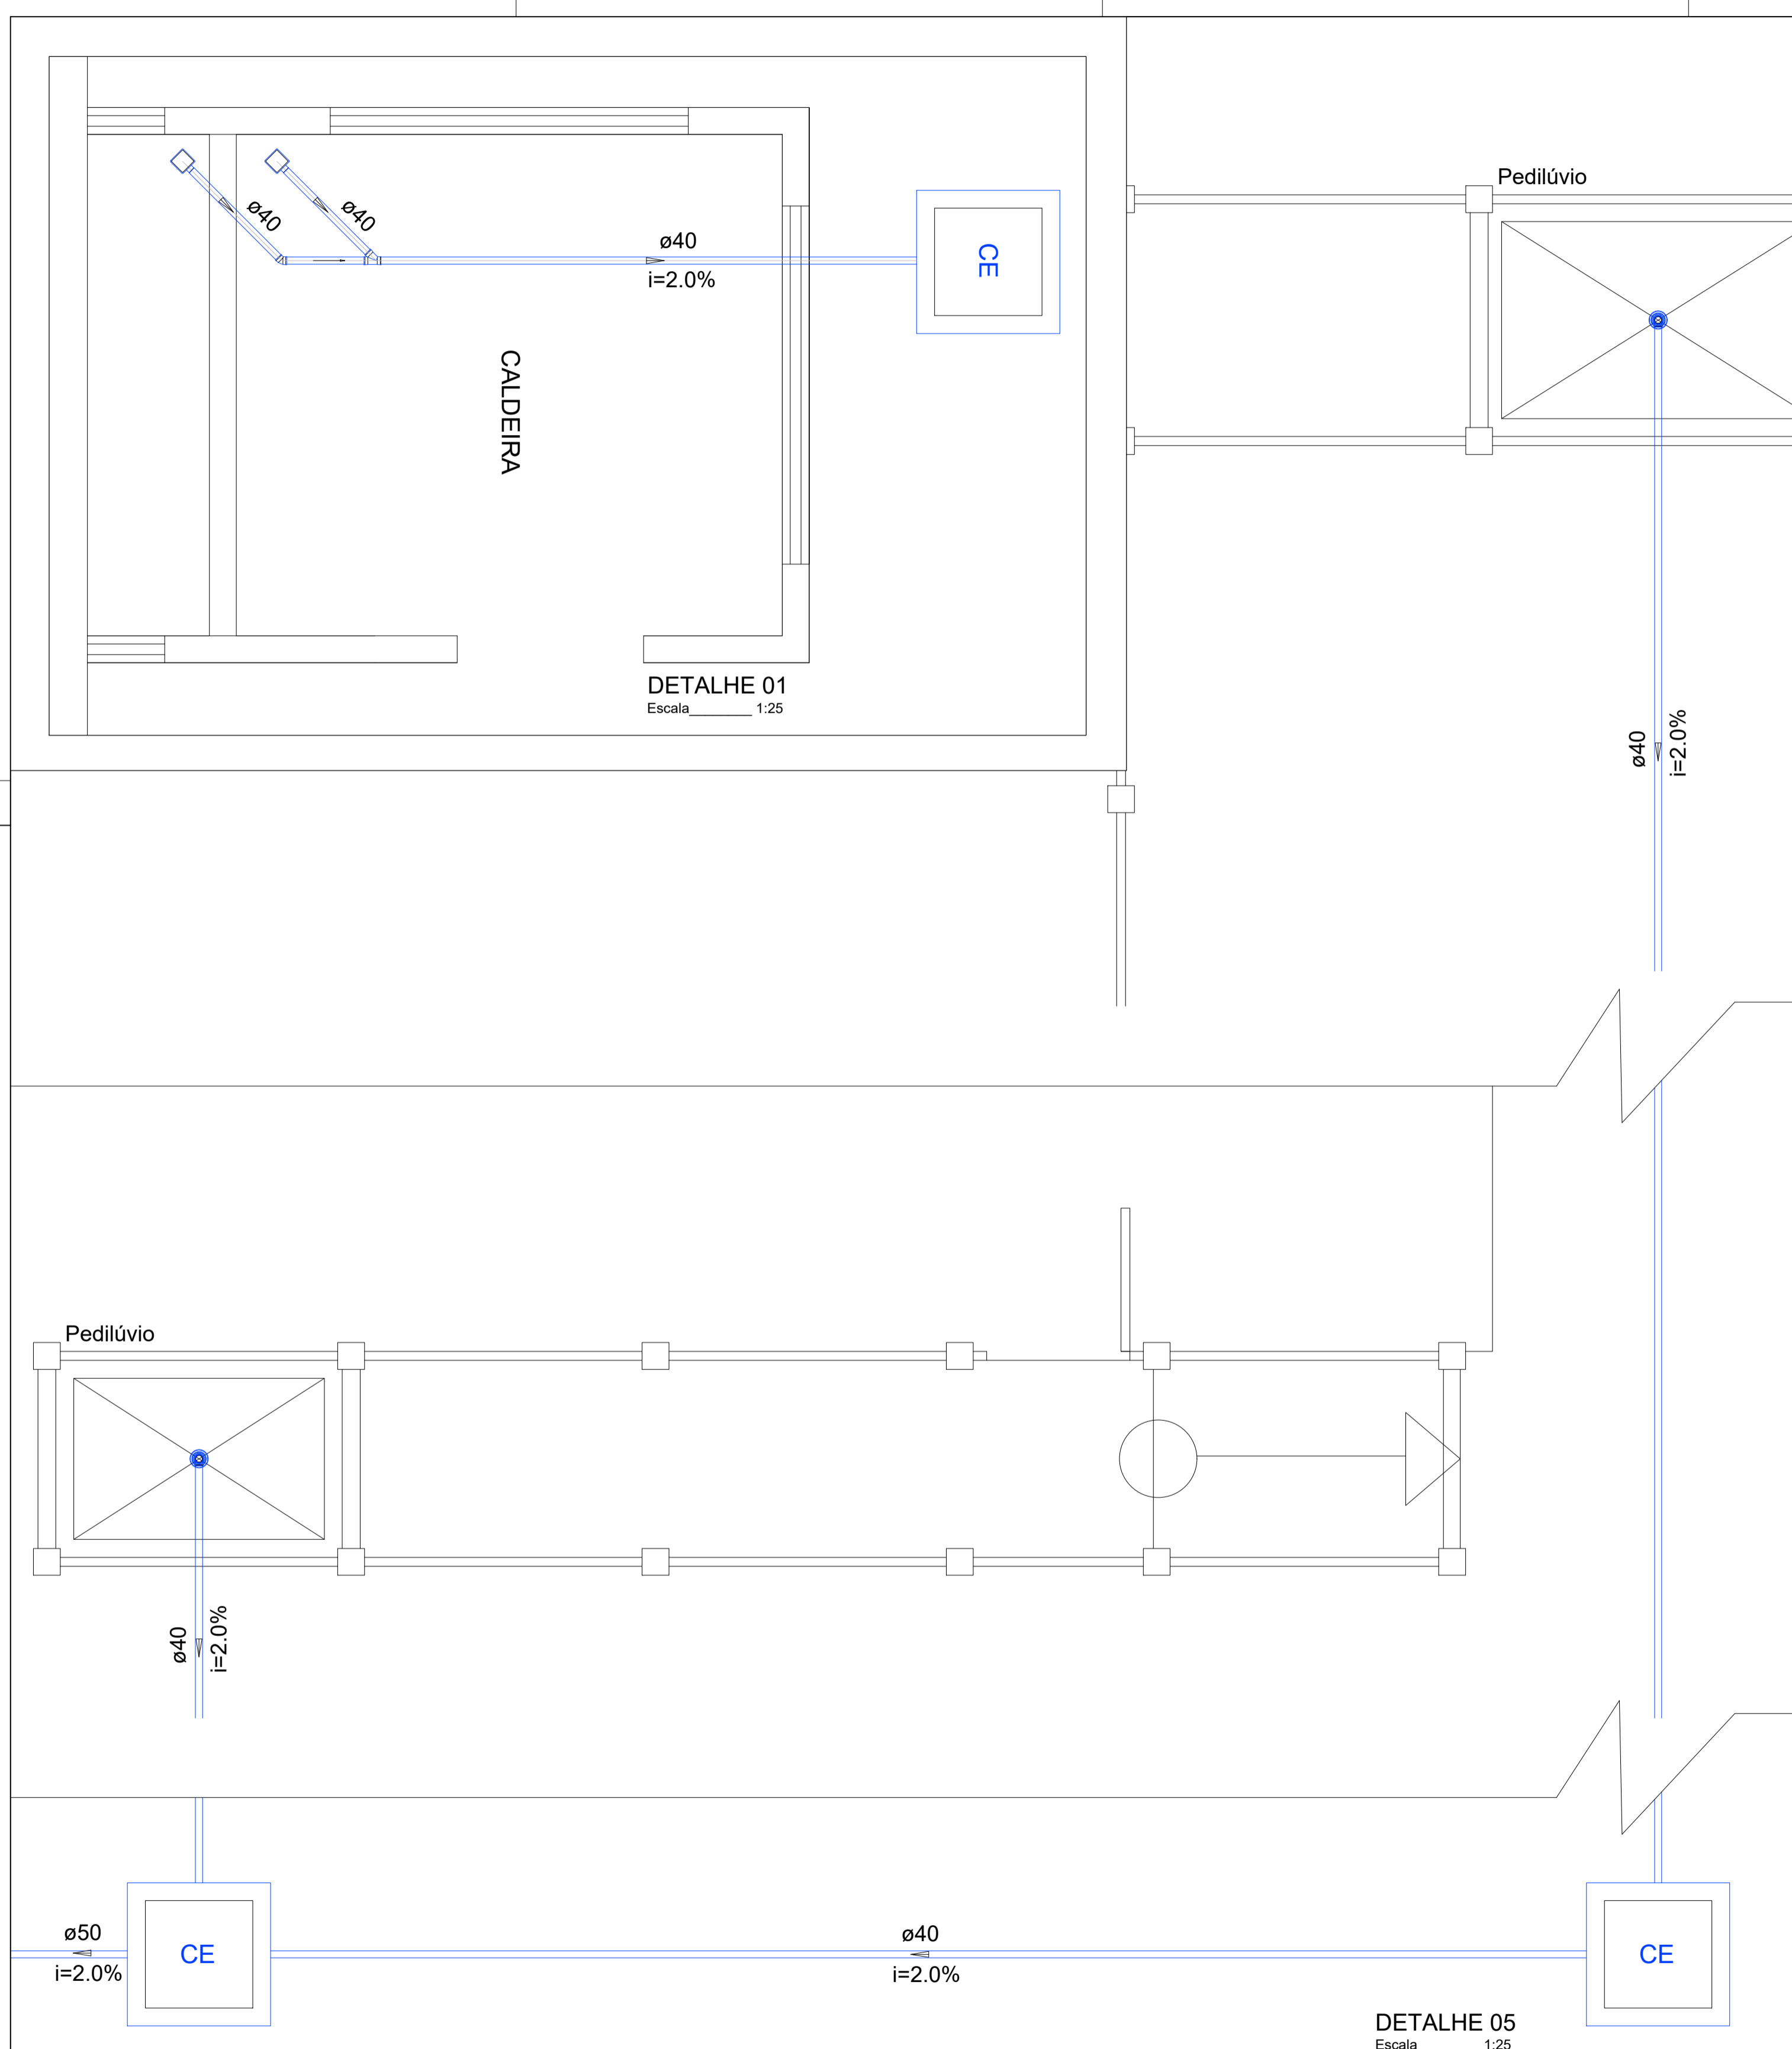 Pedilúvio
ø40
ø40
ø40
i=2.0%
CE
CALDEIRA
DETALHE 01
Escala________ 1:25
ø40
i=2.0%
Pedilúvio
ø40
i=2.0%
ø50
i=2.0%
CE
ø40
i=2.0%
CE
DETALHE 05
Escala 1:25